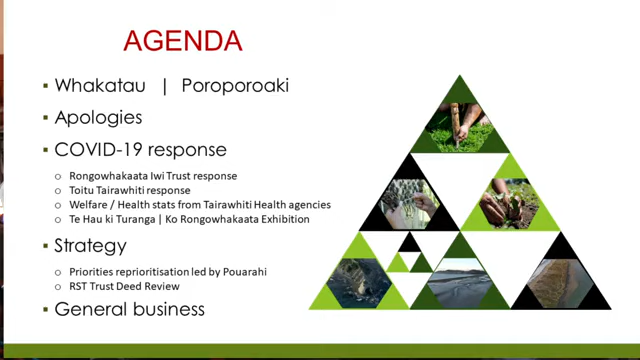 AGENDA
Whakatau | Poroporoaki
Apologies
COVID-19 response
Rongowhakaata Iwi Trust response
Toitu Tairawhiti response
Welfare / Health stats from Tairawhiti Health agencies
Te Hau ki Turanga | Ko Rongowhakaata Exhibition
Strategy
Priorities reprioritisation led by Pouarahi
RST Trust Deed Review
General business